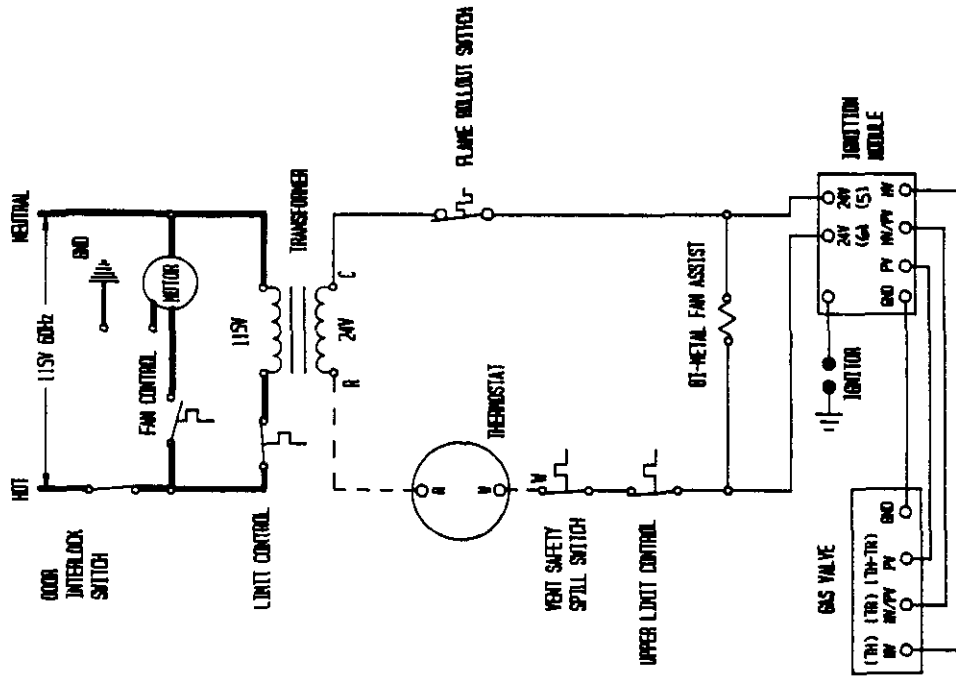 HOT
115V 60Hz
NEUTRAL
DOOR
INTERLOCK
SWITCH
GND
MOTOR
FAN CONTROL
LIMIT CONTROL
115V
TRANSFORMER
24V
R
C
THERMOSTAT
R
W
W
FLAME ROLLOUT SWITCH
VENT SAFETY
SPILL SWITCH
UPPER LIMIT CONTROL
BI-METAL FAN ASSIST
IGNITOR
24V
(6)
24V
(5)
GND
PV
MV/PV
MV
IGNITION
MODULE
GAS VALVE
(TH)
(TR)
(TH-TR)
MV
MV/PV
PV
GND